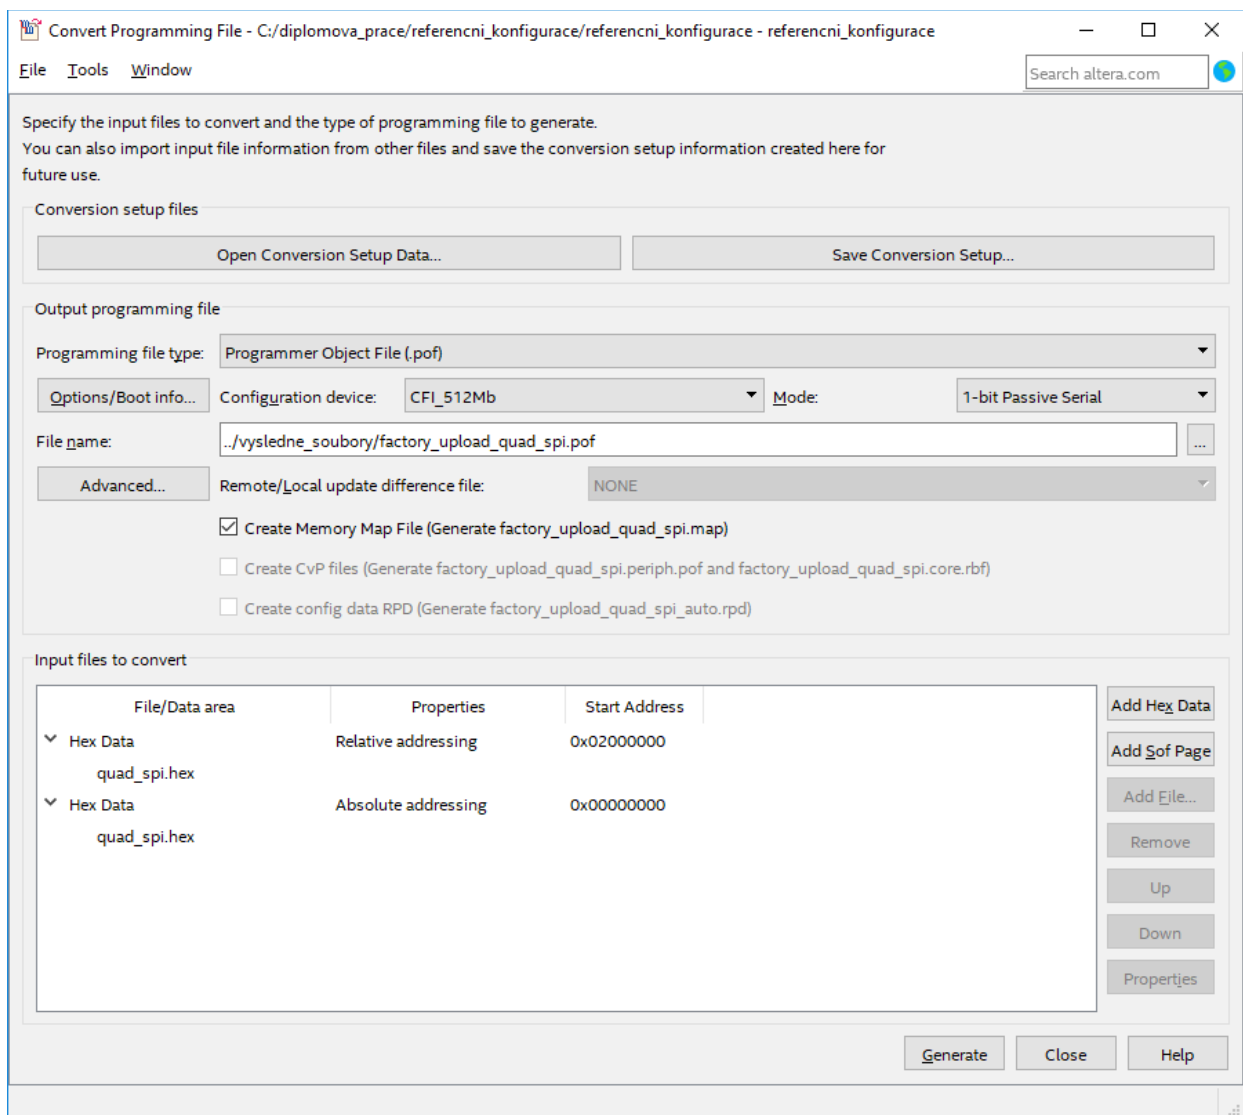 Convert Programming File - C:/diplomova_prace/referencni_konfigurace/referencni_konfigurace - referencni_konfigurace
File Tools Window
Search altera.com
Specify the input files to convert and the type of programming file to generate.
You can also import input file information from other files and save the conversion setup information created here for
future use.
Conversion setup files
Open Conversion Setup Data... Save Conversion Setup...
Output programming file
Programming file type: Programmer Object File (.pof)
Options/Boot info... Configuration device: CFI_512Mb Mode: 1-bit Passive Serial
File name: ../vysledne_soubory/factory_upload_quad_spi.pof ...
Advanced... Remote/Local update difference file: NONE
Create Memory Map File (Generate factory_upload_quad_spi.map)
Create CvP files (Generate factory_upload_quad_spi.periph.pof and factory_upload_quad_spi.core.rbf)
Create config data RPD (Generate factory_upload_quad_spi_auto.rpd)
Input files to convert
File/Data area Properties Start Address
Hex Data Relative addressing 0x02000000
quad_spi.hex
Hex Data Absolute addressing 0x00000000
quad_spi.hex
Add Hex Data
Add Sof Page
Add File...
Remove
Up
Down
Properties
Generate Close Help